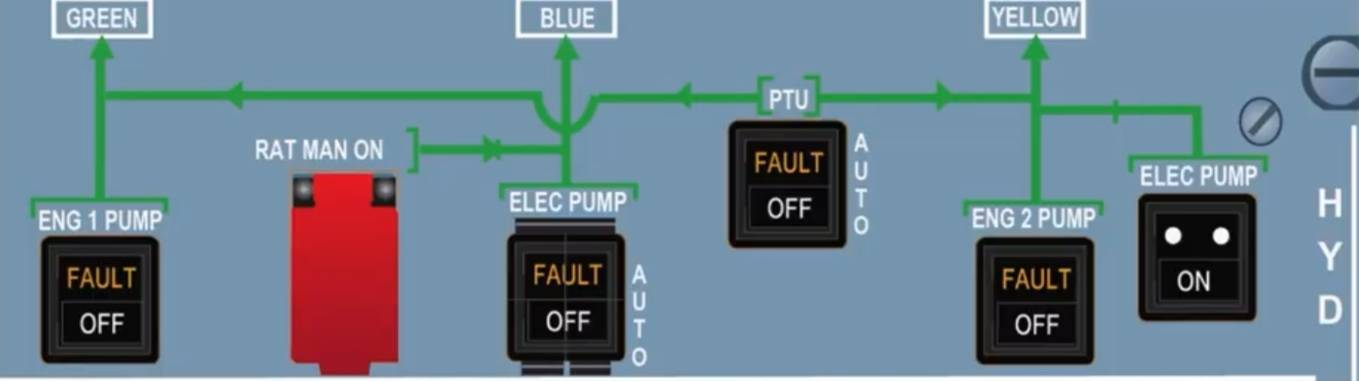 GREEN
BLUE
YELLOW
PTU
RAT MAN ON
ELEC PUMP
ELEC PUMP
ENG 1 PUMP
ENG 2 PUMP
FAULT
OFF
FAULT
OFF
AUTO
FAULT
OFF
AUTO
FAULT
OFF
ON
HYD